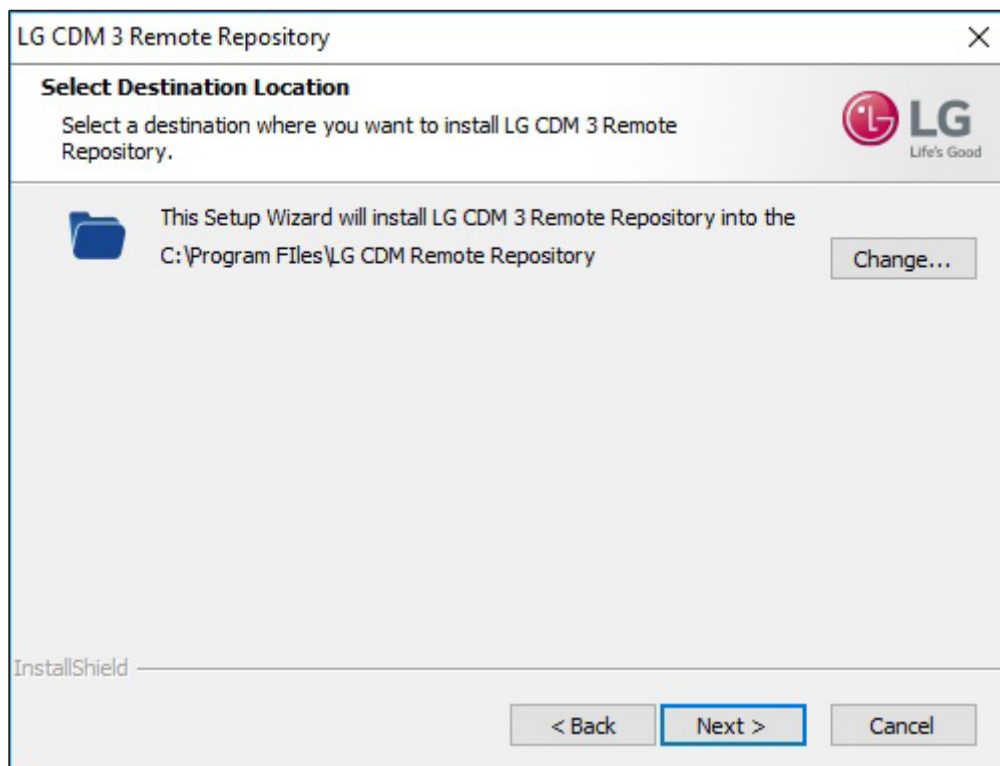 LG CDM 3 Remote Repository
Select Destination Location
Select a destination where you want to install LG CDM 3 Remote
Repository.
LG
Life's Good
This Setup Wizard will install LG CDM 3 Remote Repository into the
C:\Program FIles\LG CDM Remote Repository
Change...
InstallShield
< Back
Next >
Cancel